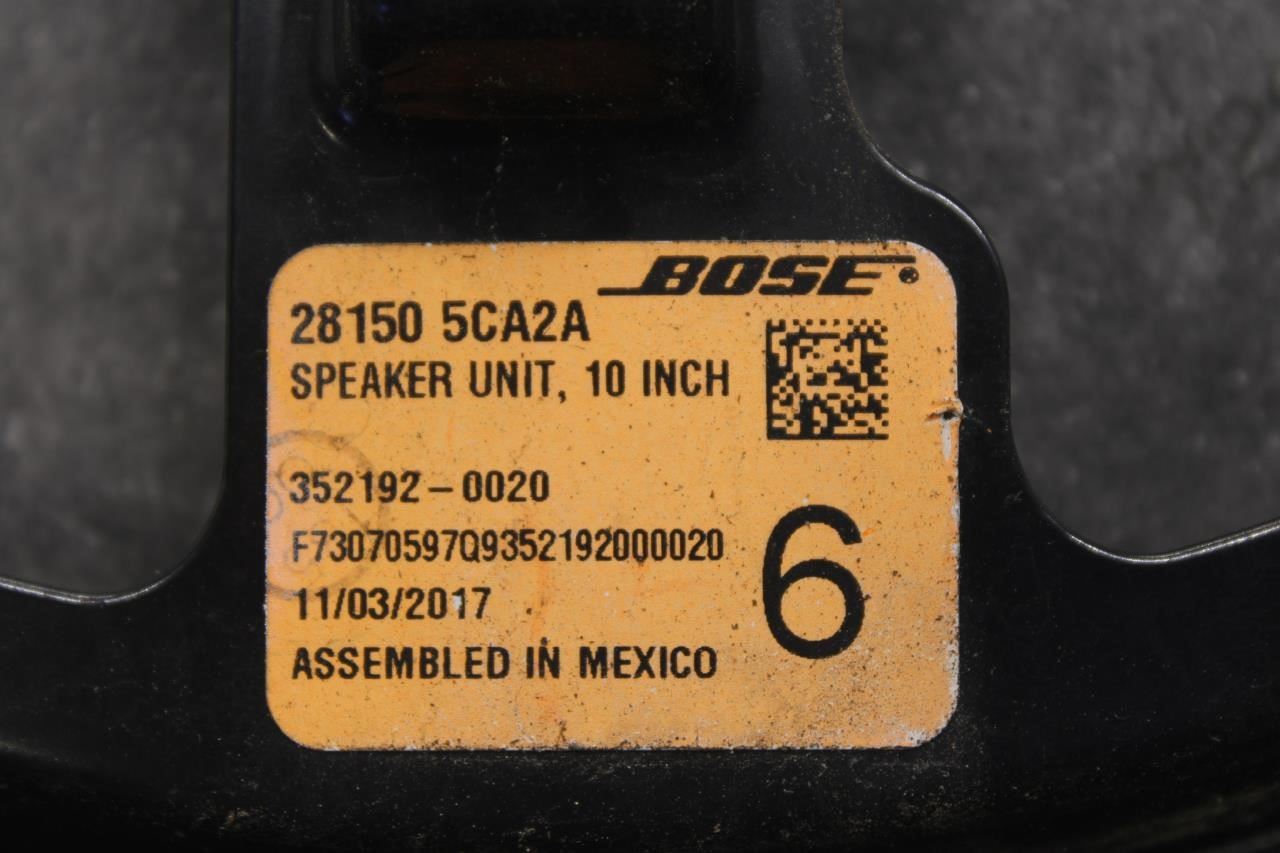 BOSE
28150 5CA2A
SPEAKER UNIT, 10 INCH
352192-0020
F73070597Q9352192000020
11/03/2017
ASSEMBLED IN MEXICO
6